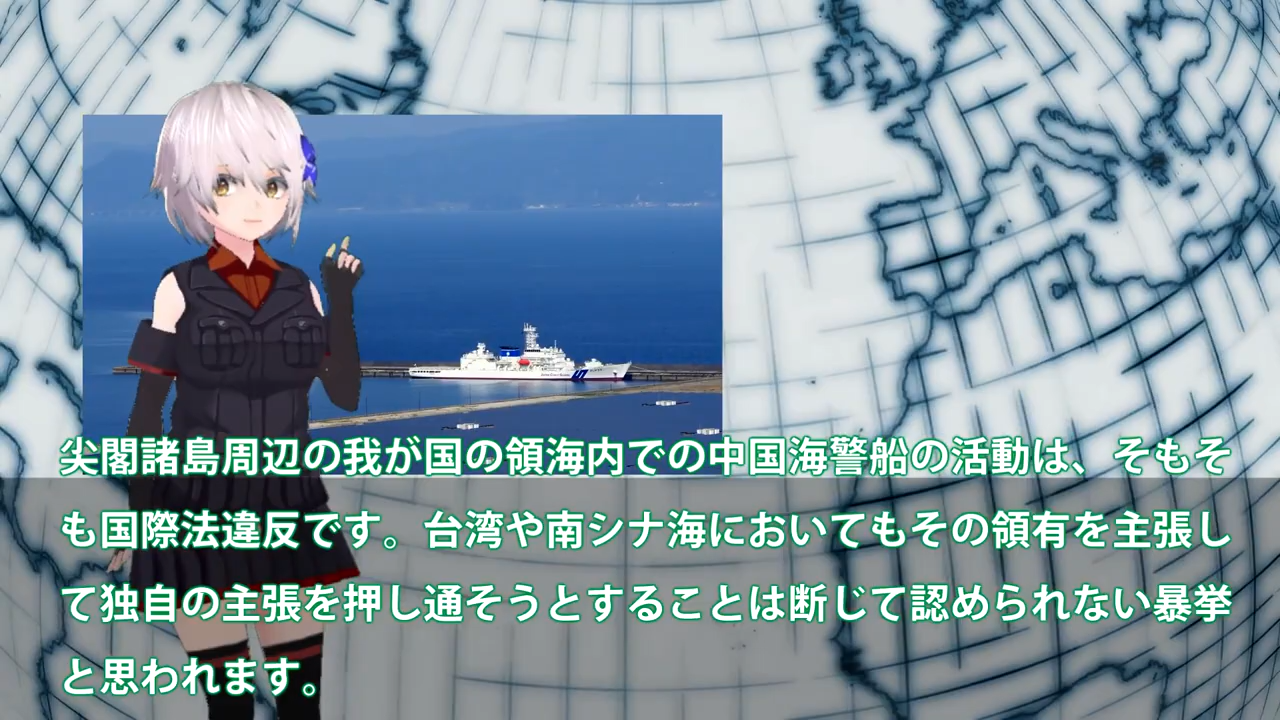 尖閣諸島周辺の我が国の領海内での中国海警船の活動は、そもそ
も国際法違反です。台湾や南シナ海においてもその領有を主張し
て独自の主張を押し通そうとすることは断じて認められない暴挙
と思われます。